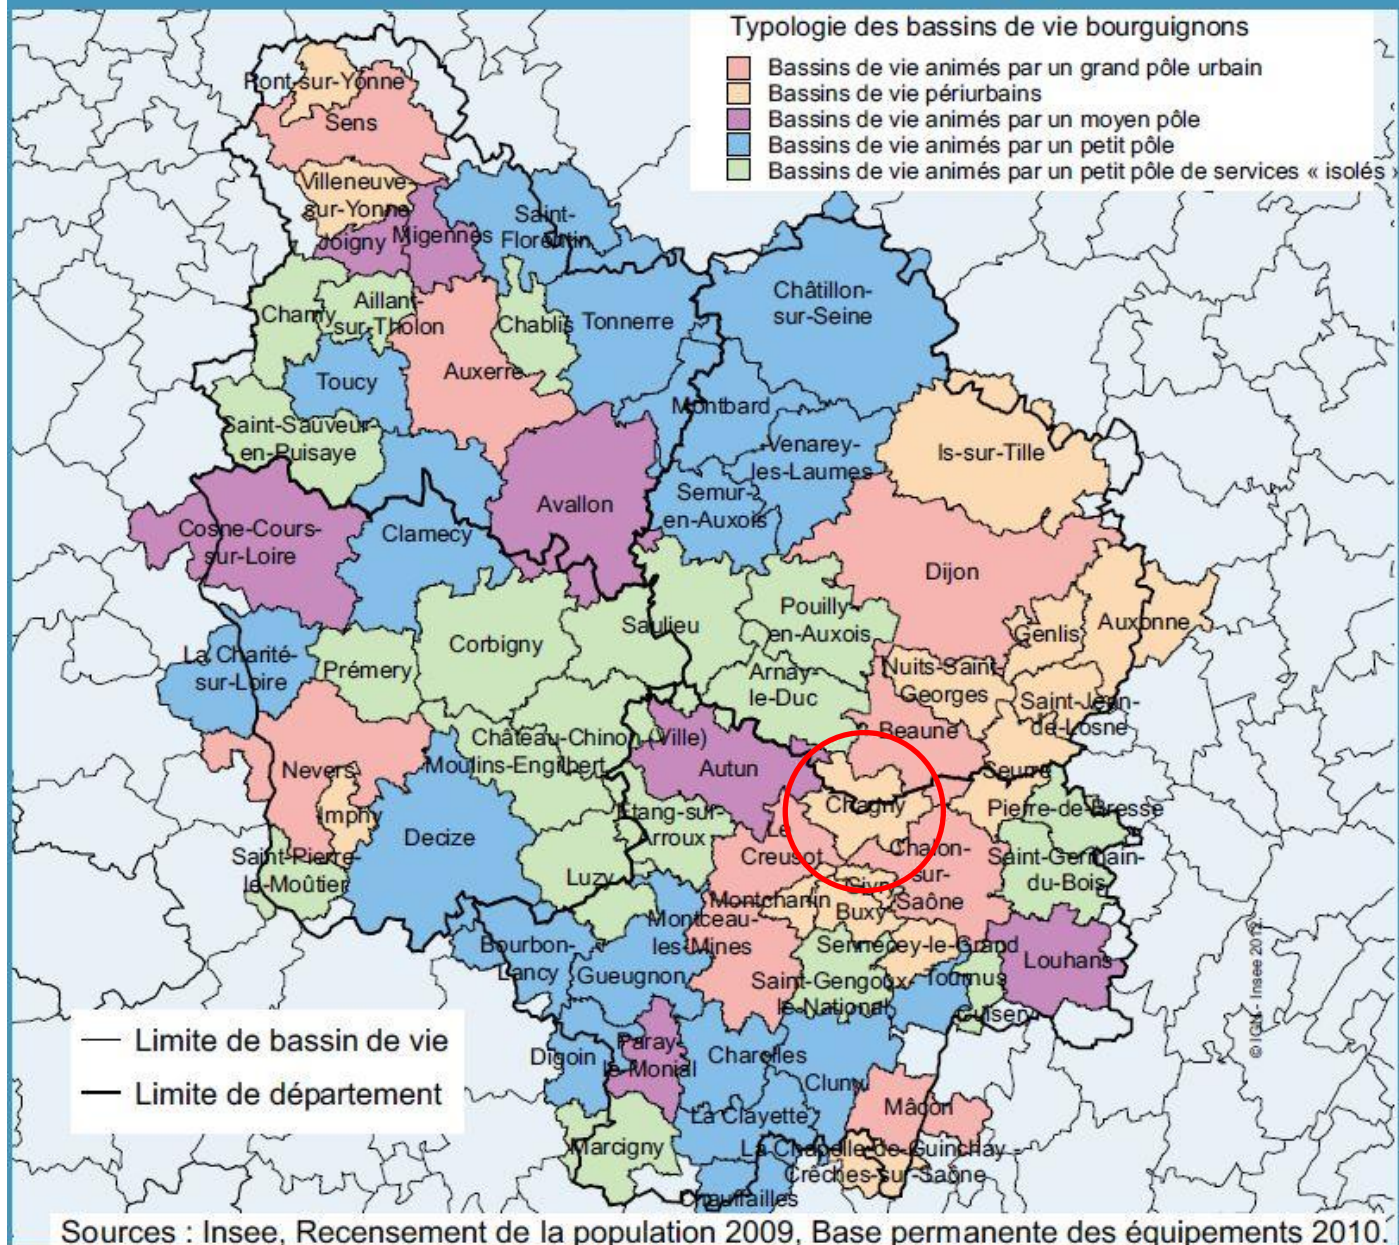 Typologie des bassins de vie bourguignons
Bassins de vie animés par un grand pôle urbain
Bassins de vie périurbains
Bassins de vie animés par un moyen pôle
Bassins de vie animés par un petit pôle
Bassins de vie animés par un petit pôle de services « isolés »
Pont-sur-Yonne
Sens
Villeneuve-
sur-Yonne
Joigny
Migennes
Saint-
Florentin
Charny
Aillant-
sur-Tholon
Chablis
Tonnerre
Châtillon-
sur-Seine
Toucy
Auxerre
Montbard
Saint-Sauveur-
en-Puisaye
Venarey-
les-Laumes
Is-sur-Tille
Semur-
en-Auxois
Avallon
Cosne-Cours-
sur-Loire
Clamecy
Dijon
Pouilly-
en-Auxois
Saulieu
Corbigny
Genlis
Auxonne
La Charité-
sur-Loire
Prémery
Arnay-
le-Duc
Nuits-Saint-
Georges
Saint-Jean-
de-Losne
Beaune
Château-Chinon (Ville)
Moulins-Engilbert
Autun
Nevers
Seurre
Imphy
Decize
Etang-sur-
Arroux
Chagny
Pierre-de-Bresse
Le
Creusot
Chalon-
sur-
Saône
Saint-Germain-
du-Bois
Saint-Pierre-
le-Moûtier
Luzy
Givry
Montchanin
Buxy
Montceau-
les-Mines
Bourbon-
Lancy
Gueugnon
Sennecey-le-Grand
Louhans
Saint-Gengoux-
le-National
Tournus
Cuisery
Digoin
Paray-
le-Monial
Charolles
Cluny
La Clayette
Mâcon
Marcigny
La Chapelle-de-Guinchay -
Crêches-sur-Saône
Chauffailles
Limite de bassin de vie
Limite de département
© IGN - Insee 2012.
Sources : Insee, Recensement de la population 2009, Base permanente des équipements 2010.